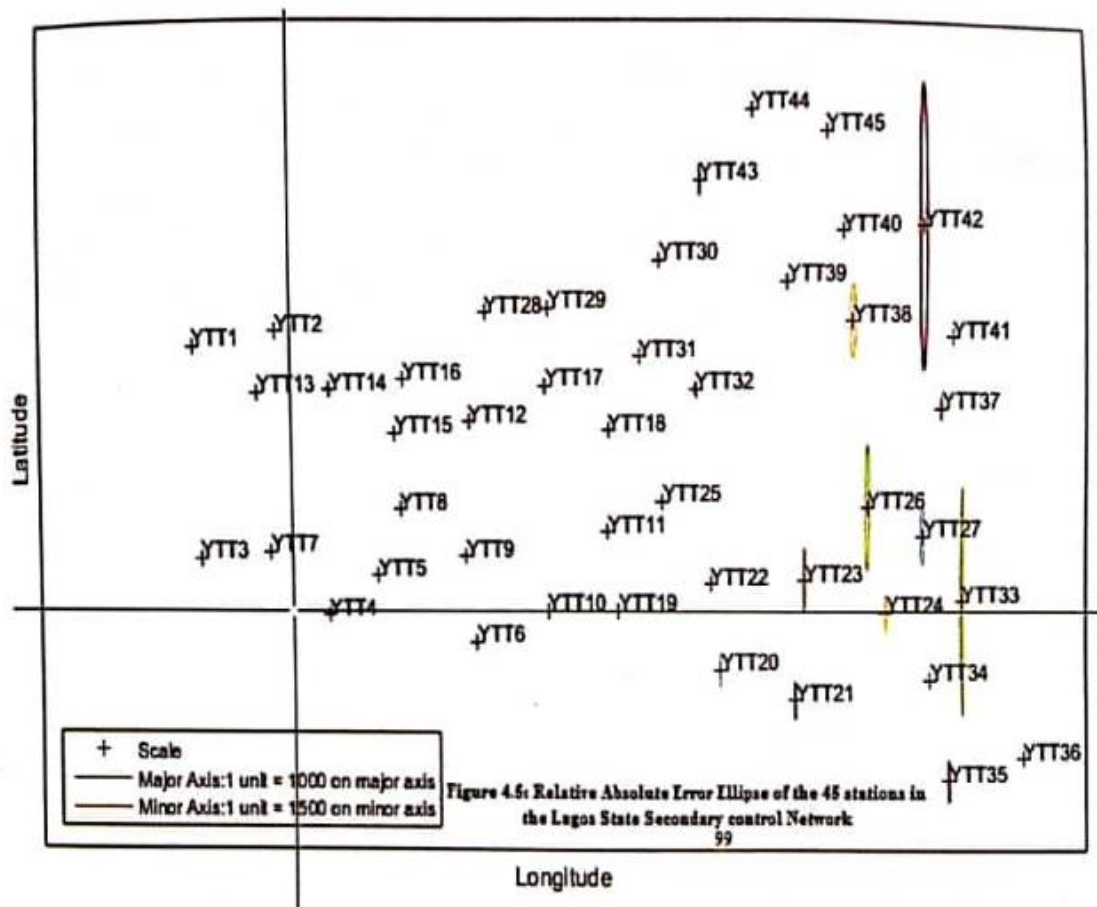 YTT44
YTT45
YTT43
YTT40
YTT42
YTT30
YTT39
YTT28
YTT29
YTT38
YTT1
YTT2
YTT41
YTT31
YTT13
YTT14
YTT16
YTT17
YTT32
YTT37
YTT15
YTT12
YTT18
Latitude
YTT8
YTT25
YTT26
YTT11
YTT27
YTT3
YTT7
YTT9
YTT5
YTT22
YTT23
YTT33
YTT4
YTT10
YTT19
YTT24
YTT6
YTT20
YTT34
YTT21
YTT36
YTT35
Scale
Major Axis:1 unit = 1000 on major axis
Minor Axis:1 unit = 1500 on minor axis
Figure 4.5: Relative Absolute Error Ellipse of the 45 stations in
the Lagos State Secondary control Network
99
Longitude